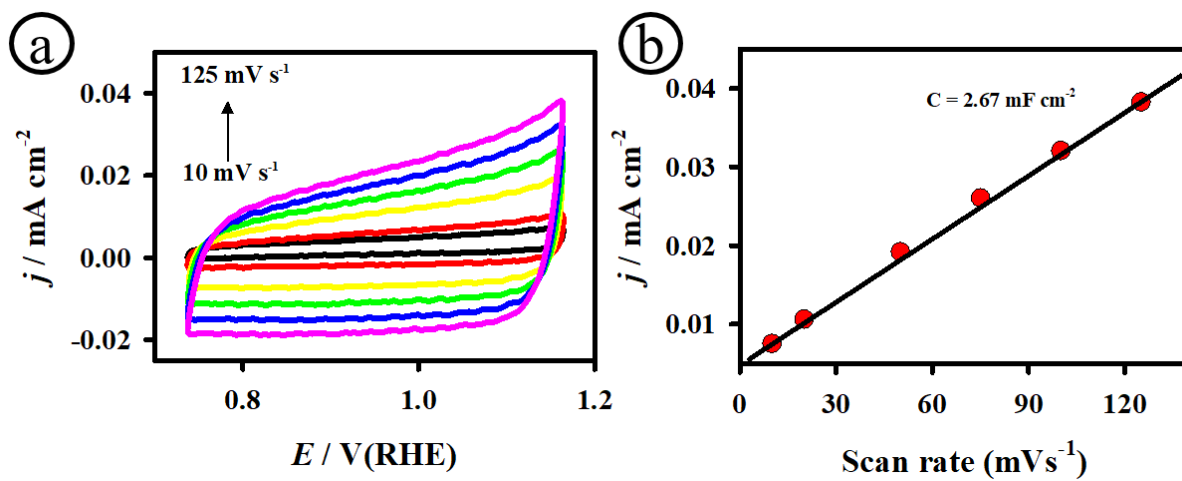 a
125 mV s⁻¹
10 mV s⁻¹
0.04
0.02
0.00
-0.02
j / mA cm⁻²
0.8
1.0
1.2
E / V(RHE)
b
C = 2.67 mF cm⁻²
0.04
0.03
0.02
0.01
j / mA cm⁻²
0
30
60
90
120
Scan rate (mVs⁻¹)